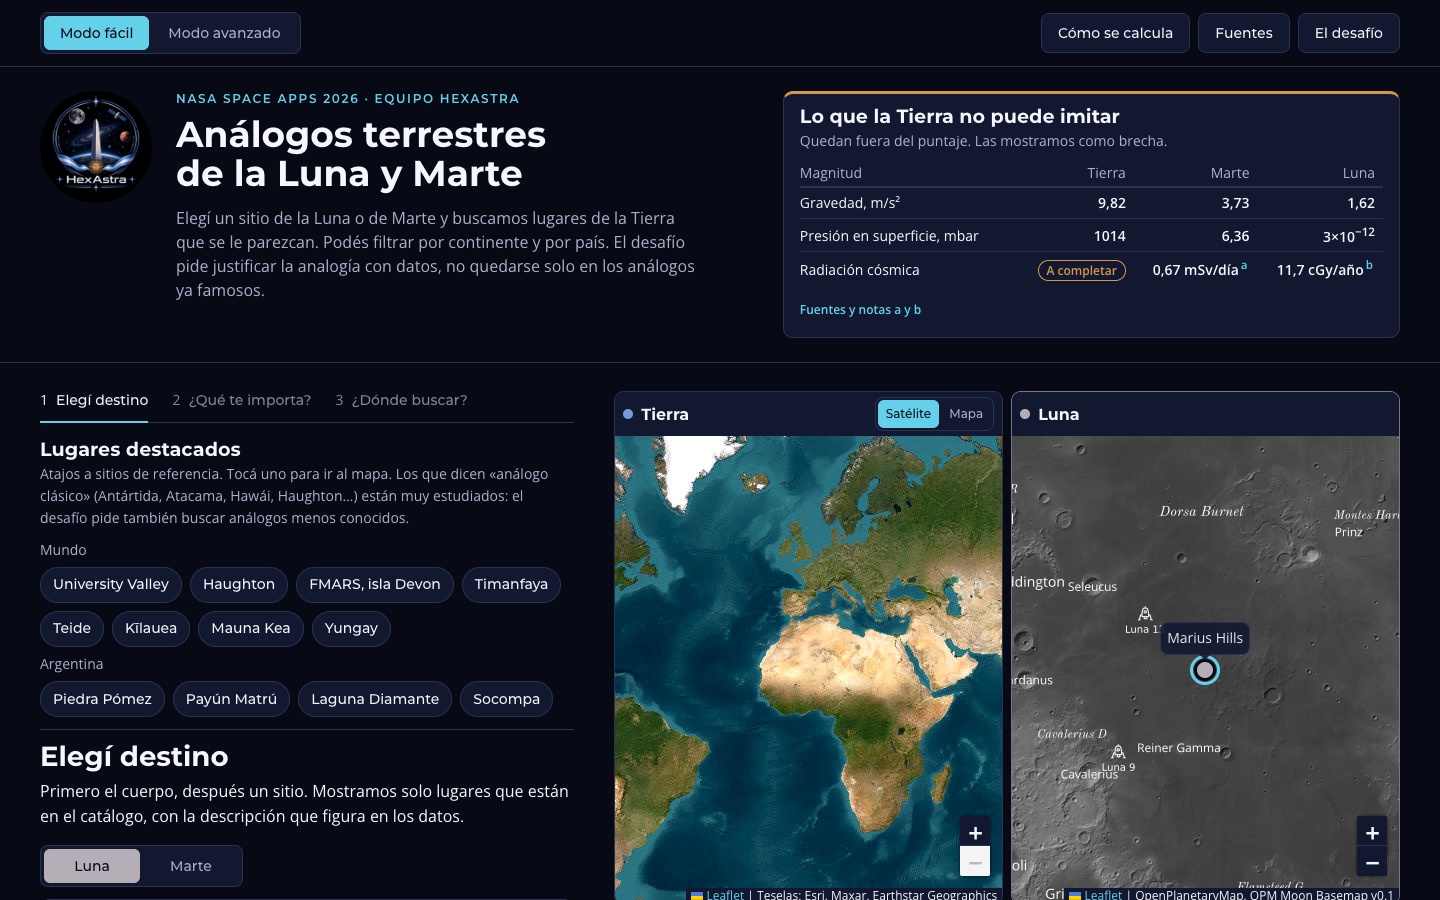 Modo fácil
Modo avanzado
Cómo se calcula
Fuentes
El desafío
HexAstra
NASA SPACE APPS 2026 · EQUIPO HEXASTRA
Análogos terrestres
de la Luna y Marte
Elegí un sitio de la Luna o de Marte y buscamos lugares de la Tierra
que se le parezcan. Podés filtrar por continente y por país. El desafío
pide justificar la analogía con datos, no quedarse solo en los análogos
ya famosos.
Lo que la Tierra no puede imitar
Quedan fuera del puntaje. Las mostramos como brecha.
Magnitud Tierra Marte Luna
Gravedad, m/s² 9,82 3,73 1,62
Presión en superficie, mbar 1014 6,36 3×10⁻¹²
Radiación cósmica A completar 0,67 mSv/día a 11,7 cGy/año b
Fuentes y notas a y b
1 Elegí destino
2 ¿Qué te importa?
3 ¿Dónde buscar?
Lugares destacados
Atajos a sitios de referencia. Tocá uno para ir al mapa. Los que dicen «análogo
clásico» (Antártida, Atacama, Hawái, Haughton...) están muy estudiados: el
desafío pide también buscar análogos menos conocidos.
Mundo
University Valley
Haughton
FMARS, isla Devon
Timanfaya
Teide
Kīlauea
Mauna Kea
Yungay
Argentina
Piedra Pómez
Payún Matrú
Laguna Diamante
Socompa
Elegí destino
Primero el cuerpo, después un sitio. Mostramos solo lugares que están
en el catálogo, con la descripción que figura en los datos.
Luna
Marte
Tierra
Satélite
Mapa
+
−
Leaflet | Teselas: Esri, Maxar, Earthstar Geographics
Luna
R
Dorsa Burnet
Montes Har
Prinz
ldington
Seleucus
Luna 1
Marius Hills
rdanus
Cavalerius D
Reiner Gamma
Luna 9
Cavalerius
+
−
oli
Gri
Flamsteed G
Leaflet | OpenPlanetaryMap, OPM Moon Basemap v0.1